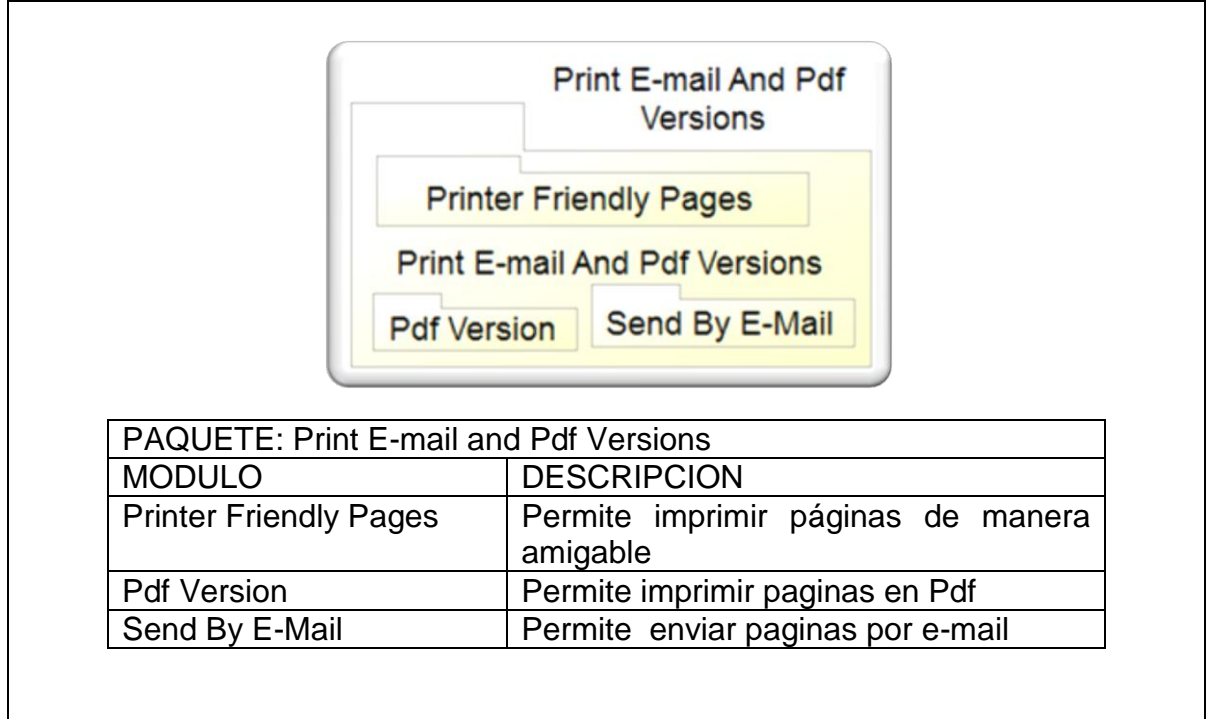 Print E-mail And Pdf
Versions
Printer Friendly Pages
Print E-mail And Pdf Versions
Pdf Version
Send By E-Mail
PAQUETE: Print E-mail and Pdf Versions
MODULO DESCRIPCION
Printer Friendly Pages Permite imprimir páginas de manera
amigable
Pdf Version Permite imprimir paginas en Pdf
Send By E-Mail Permite enviar paginas por e-mail